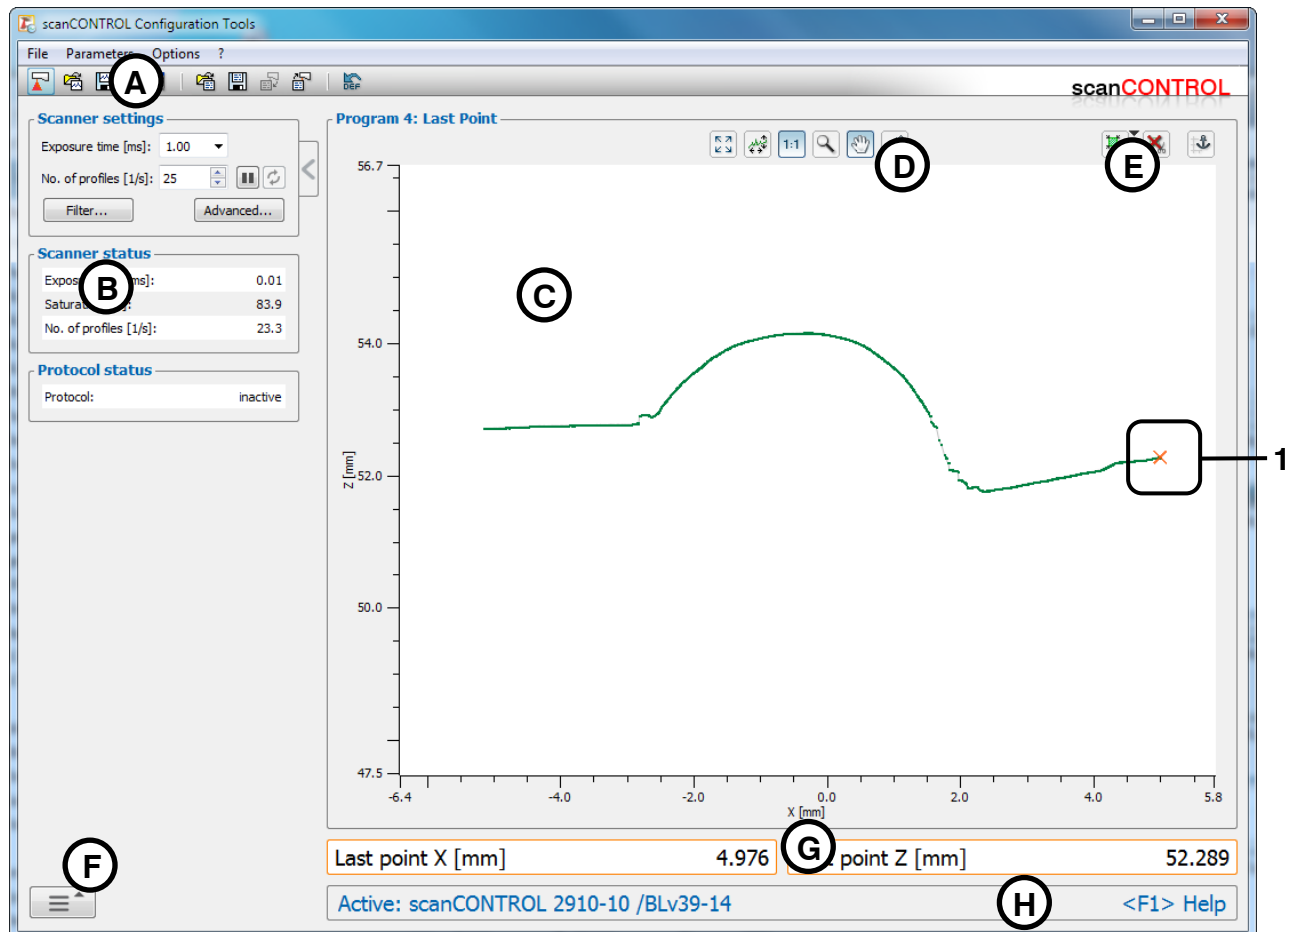 scanCONTROL Configuration Tools
File Parameters Options ?
A
DEF
scanCONTROL
Scanner settings
Exposure time [ms]: 1.00
No. of profiles [1/s]: 25
Filter... Advanced...
Scanner status
B
ms]: 0.01
83.9
No. of profiles [1/s]: 23.3
Protocol status
Protocol: inactive
Program 4: Last Point
1:1
D
E
C
56.7
54.0
52.0
50.0
47.5
Z [mm]
-6.4 -4.0 -2.0 0.0 2.0 4.0 5.8
X [mm]
1
F
G
Last point X [mm] 4.976
point Z [mm] 52.289
Active: scanCONTROL 2910-10 /BLv39-14
H
<F1> Help